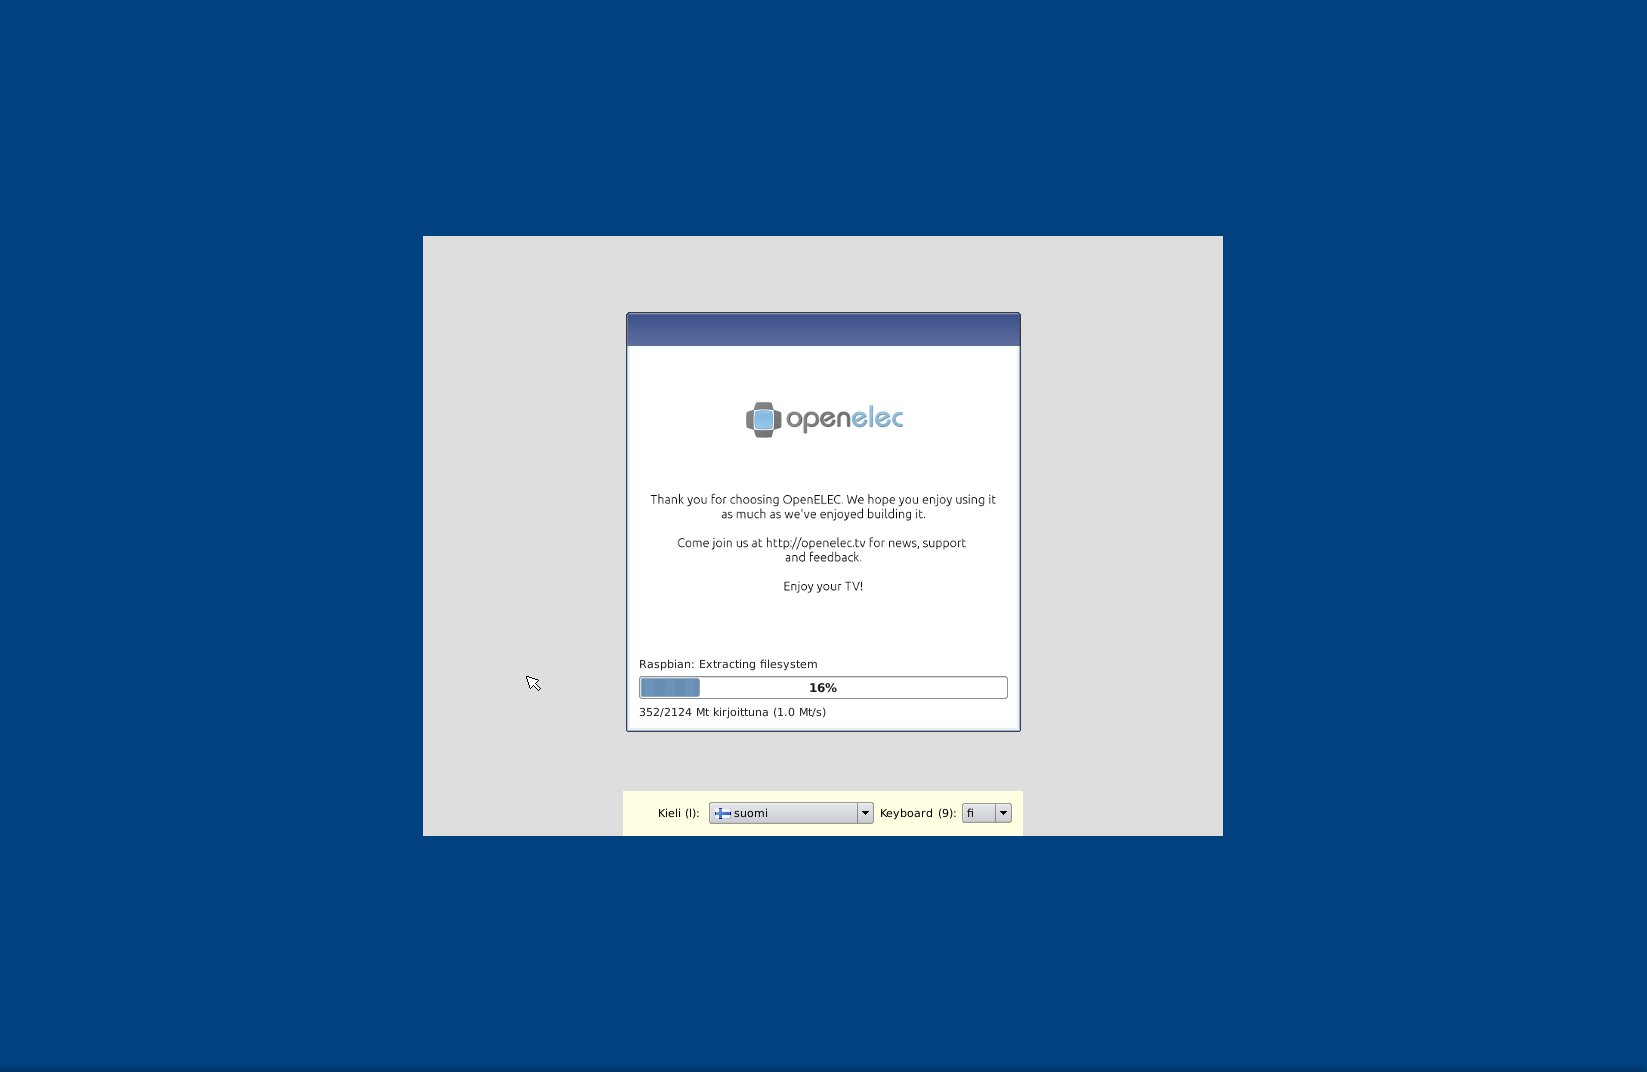 openelec
Thank you for choosing OpenELEC. We hope you enjoy using it
as much as we've enjoyed building it.
Come join us at http://openelec.tv for news, support
and feedback.
Enjoy your TV!
Raspbian: Extracting filesystem
16%
352/2124 Mt kirjoittuna (1.0 Mt/s)
Kieli (l): suomi Keyboard (9): fi